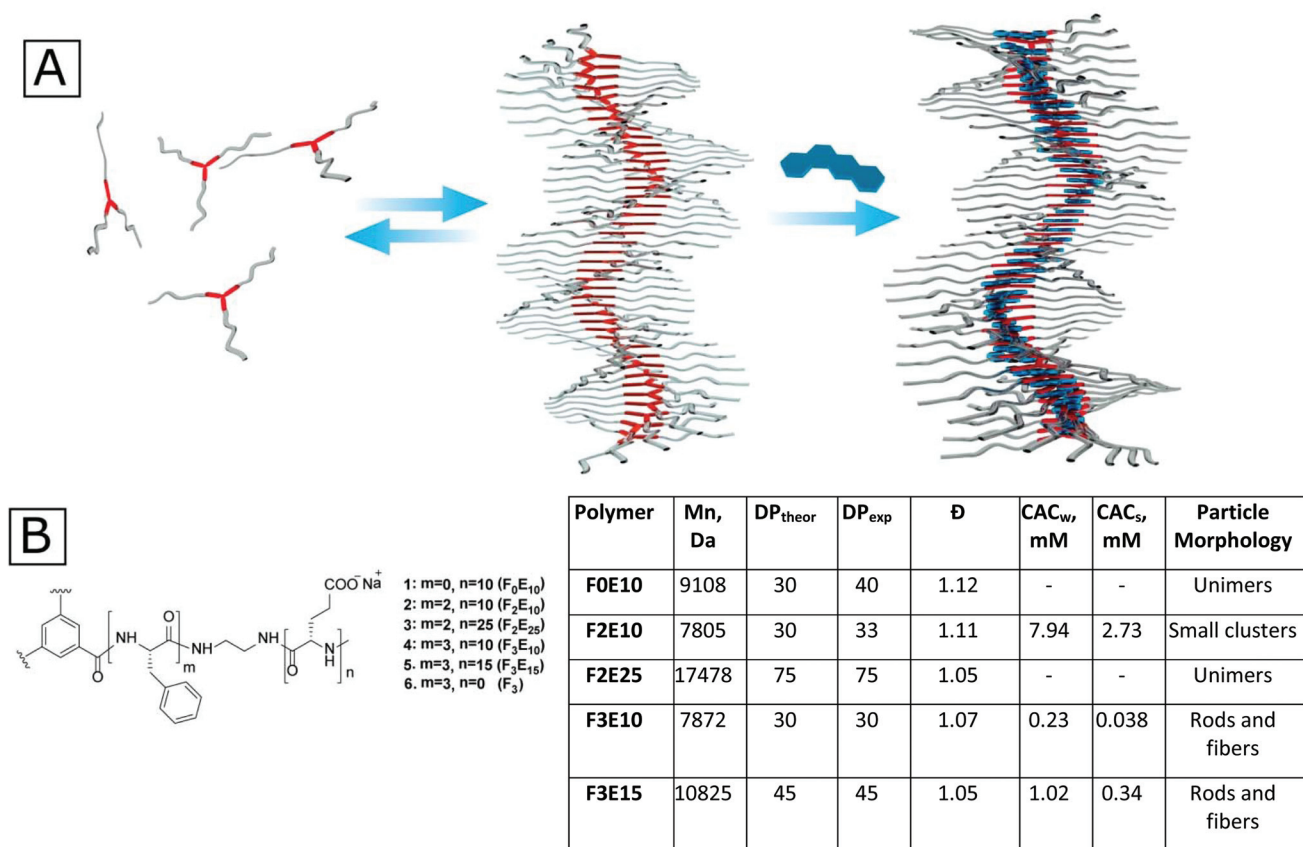 A
B
COO⁻Na⁺
O
NH
NH
O
m
NH
O
N
H
n
1: m=0, n=10 (F₀E₁₀)
2: m=2, n=10 (F₂E₁₀)
3: m=2, n=25 (F₂E₂₅)
4: m=3, n=10 (F₃E₁₀)
5: m=3, n=15 (F₃E₁₅)
6. m=3, n=0 (F₃)
Polymer Mn, Da DPtheor DPexp Đ CACw, mM CACs, mM Particle Morphology
F0E10 9108 30 40 1.12 - - Unimers
F2E10 7805 30 33 1.11 7.94 2.73 Small clusters
F2E25 17478 75 75 1.05 - - Unimers
F3E10 7872 30 30 1.07 0.23 0.038 Rods and fibers
F3E15 10825 45 45 1.05 1.02 0.34 Rods and fibers